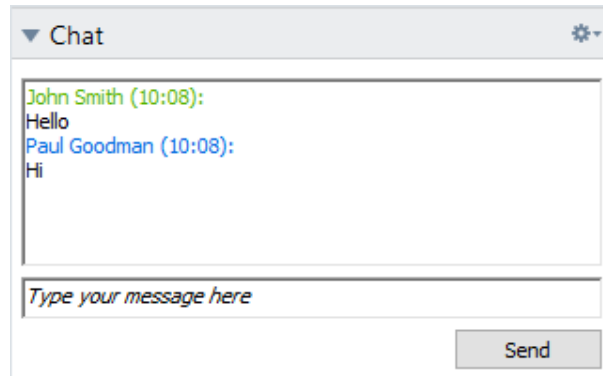 Chat
John Smith (10:08):
Hello
Paul Goodman (10:08):
Hi
Type your message here
Send